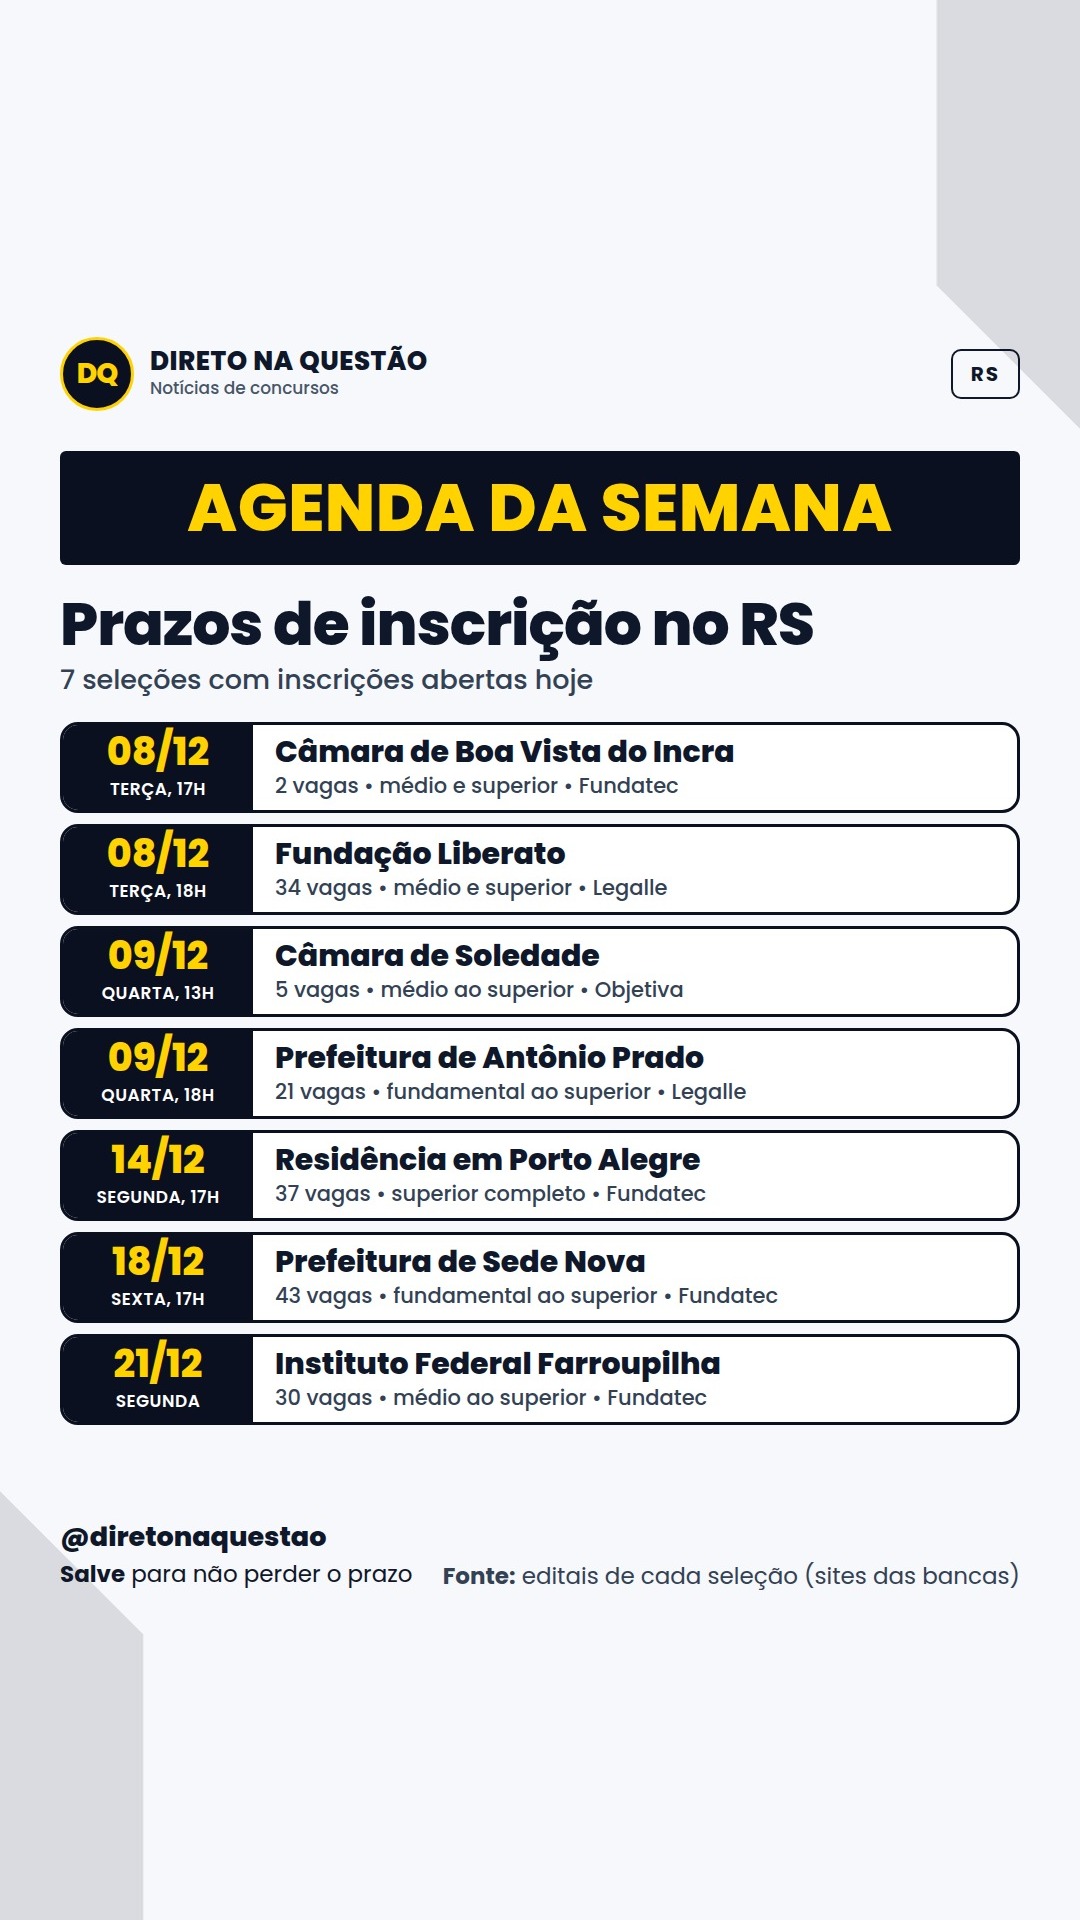 DQ
DIRETO NA QUESTÃO
Notícias de concursos
RS
AGENDA DA SEMANA
Prazos de inscrição no RS
7 seleções com inscrições abertas hoje
08/12
TERÇA, 17H
Câmara de Boa Vista do Incra
2 vagas • médio e superior • Fundatec
08/12
TERÇA, 18H
Fundação Liberato
34 vagas • médio e superior • Legalle
09/12
QUARTA, 13H
Câmara de Soledade
5 vagas • médio ao superior • Objetiva
09/12
QUARTA, 18H
Prefeitura de Antônio Prado
21 vagas • fundamental ao superior • Legalle
14/12
SEGUNDA, 17H
Residência em Porto Alegre
37 vagas • superior completo • Fundatec
18/12
SEXTA, 17H
Prefeitura de Sede Nova
43 vagas • fundamental ao superior • Fundatec
21/12
SEGUNDA
Instituto Federal Farroupilha
30 vagas • médio ao superior • Fundatec
@diretonaquestao
Salve para não perder o prazo
Fonte: editais de cada seleção (sites das bancas)